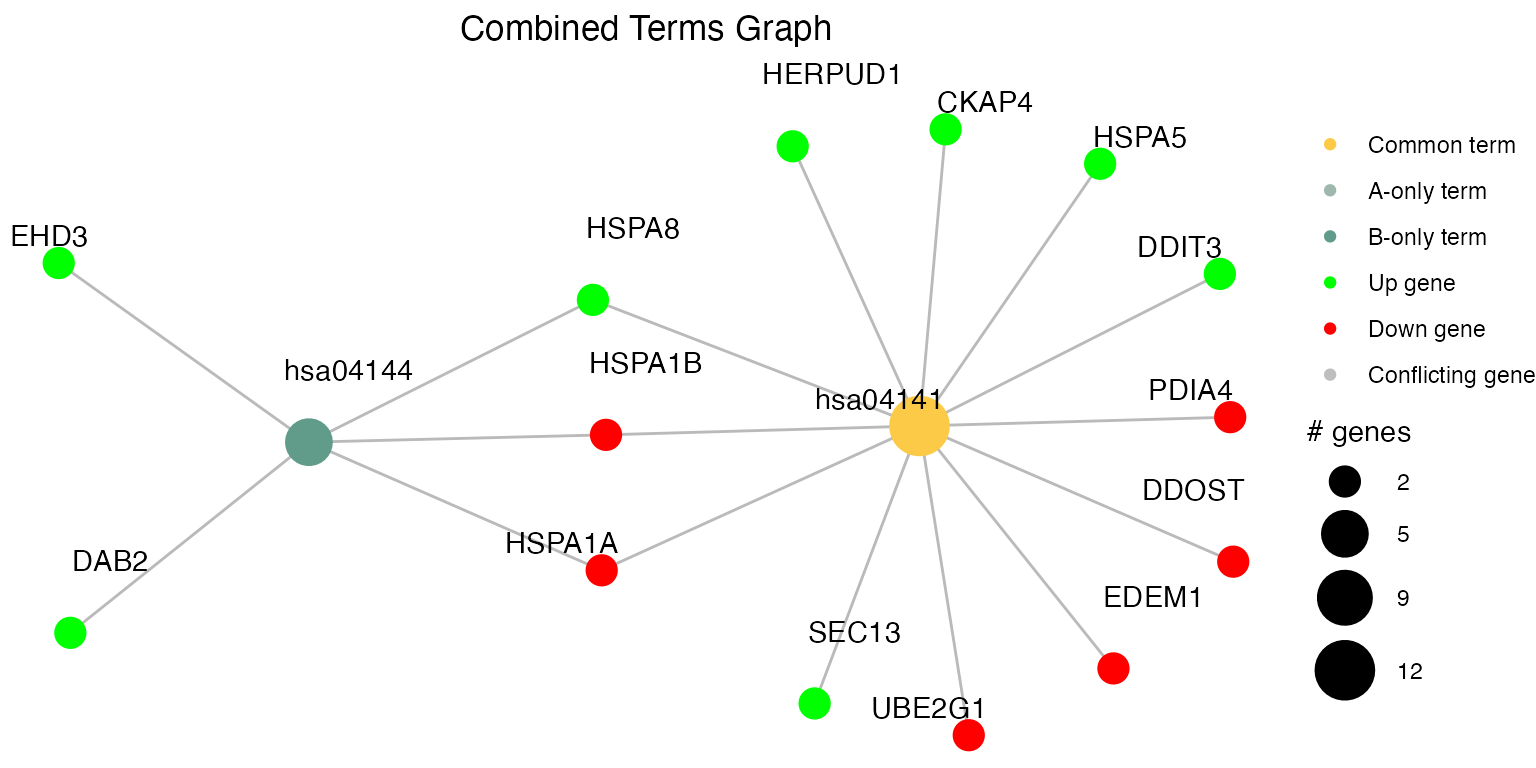 Combined Terms Graph
HERPUD1
CKAP4
HSPA5
EHD3
HSPA8
DDIT3
hsa04144
HSPA1B
hsa04141
PDIA4
DDOST
HSPA1A
DAB2
EDEM1
SEC13
UBE2G1
Common term
A-only term
B-only term
Up gene
Down gene
Conflicting gene
# genes
2
5
9
12